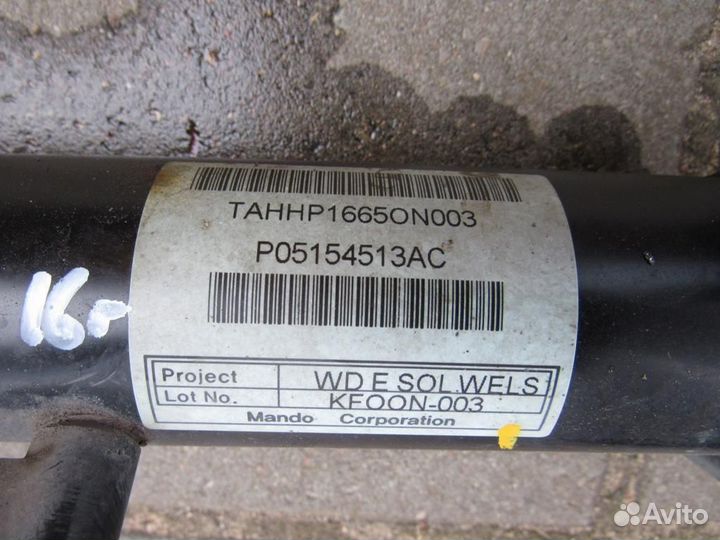 TAHHP1665ON003
P05154513AC
16-
Project WD E SOL.WELS
Lot No. KFOON-003
Mando Corporation
Avito